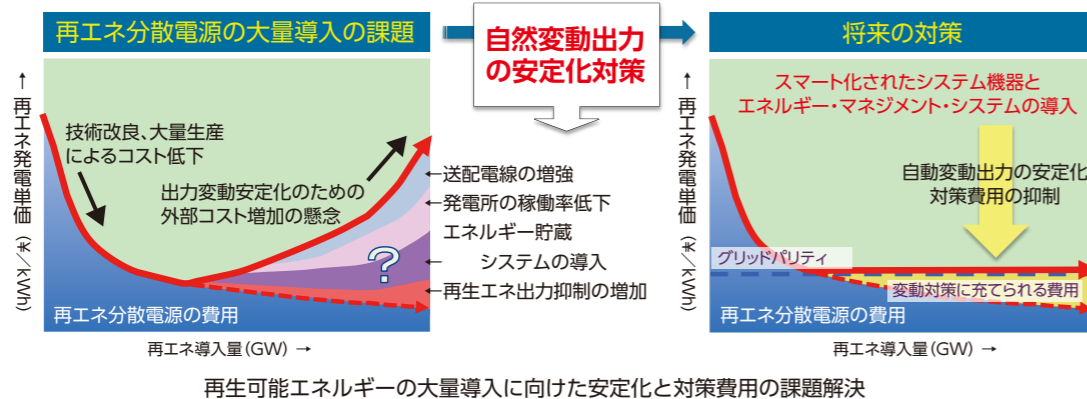 再エネ分散電源の大量導入の課題
自然変動出力
の安定化対策
将来の対策
↑ 再エネ発電単価 (¥/kWh)
技術改良、大量生産
によるコスト低下
出力変動安定化のための
外部コスト増加の懸念
?
再エネ分散電源の費用
再エネ導入量(GW) →
←送配電線の増強
←発電所の稼働率低下
エネルギー貯蔵
← システムの導入
←再生エネ出力抑制の増加
↑ 再エネ発電単価 (¥/kWh)
スマート化されたシステム機器と
エネルギー・マネジメント・システムの導入
自動変動出力の安定化
対策費用の抑制
グリッドパリティ
変動対策に充てられる費用
再エネ分散電源の費用
再エネ導入量(GW) →
再生可能エネルギーの大量導入に向けた安定化と対策費用の課題解決